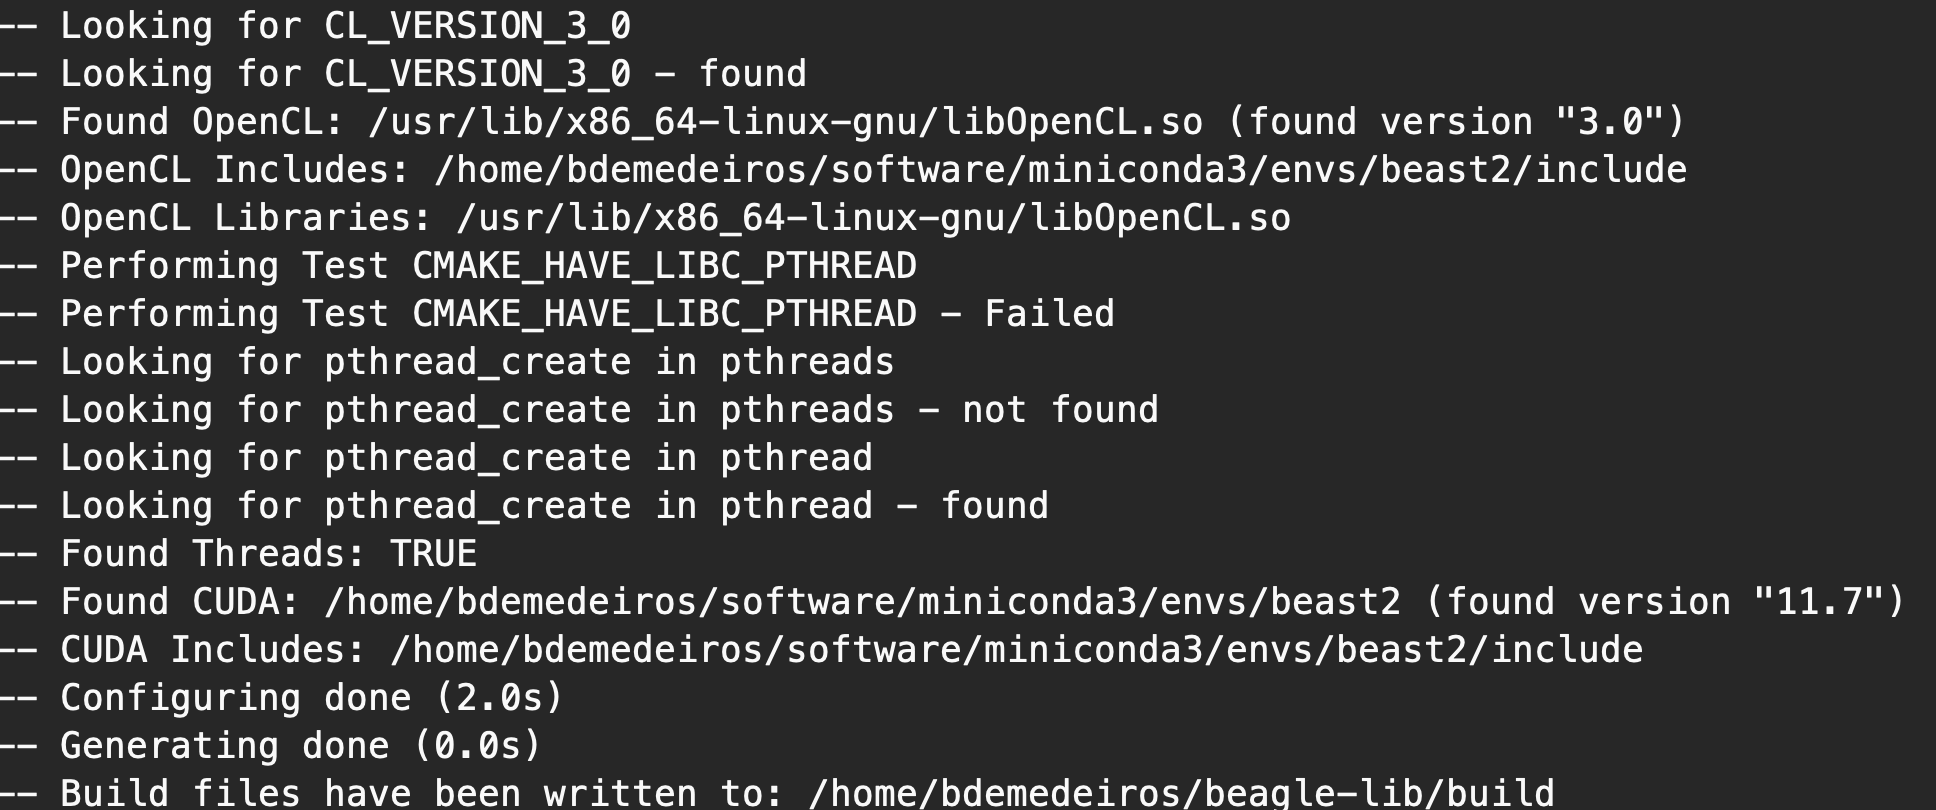 -- Looking for CL_VERSION_3_0
-- Looking for CL_VERSION_3_0 - found
-- Found OpenCL: /usr/lib/x86_64-linux-gnu/libOpenCL.so (found version "3.0")
-- OpenCL Includes: /home/bdemedeiros/software/miniconda3/envs/beast2/include
-- OpenCL Libraries: /usr/lib/x86_64-linux-gnu/libOpenCL.so
-- Performing Test CMAKE_HAVE_LIBC_PTHREAD
-- Performing Test CMAKE_HAVE_LIBC_PTHREAD - Failed
-- Looking for pthread_create in pthreads
-- Looking for pthread_create in pthreads - not found
-- Looking for pthread_create in pthread
-- Looking for pthread_create in pthread - found
-- Found Threads: TRUE
-- Found CUDA: /home/bdemedeiros/software/miniconda3/envs/beast2 (found version "11.7")
-- CUDA Includes: /home/bdemedeiros/software/miniconda3/envs/beast2/include
-- Configuring done (2.0s)
-- Generating done (0.0s)
-- Build files have been written to: /home/bdemedeiros/beagle-lib/build